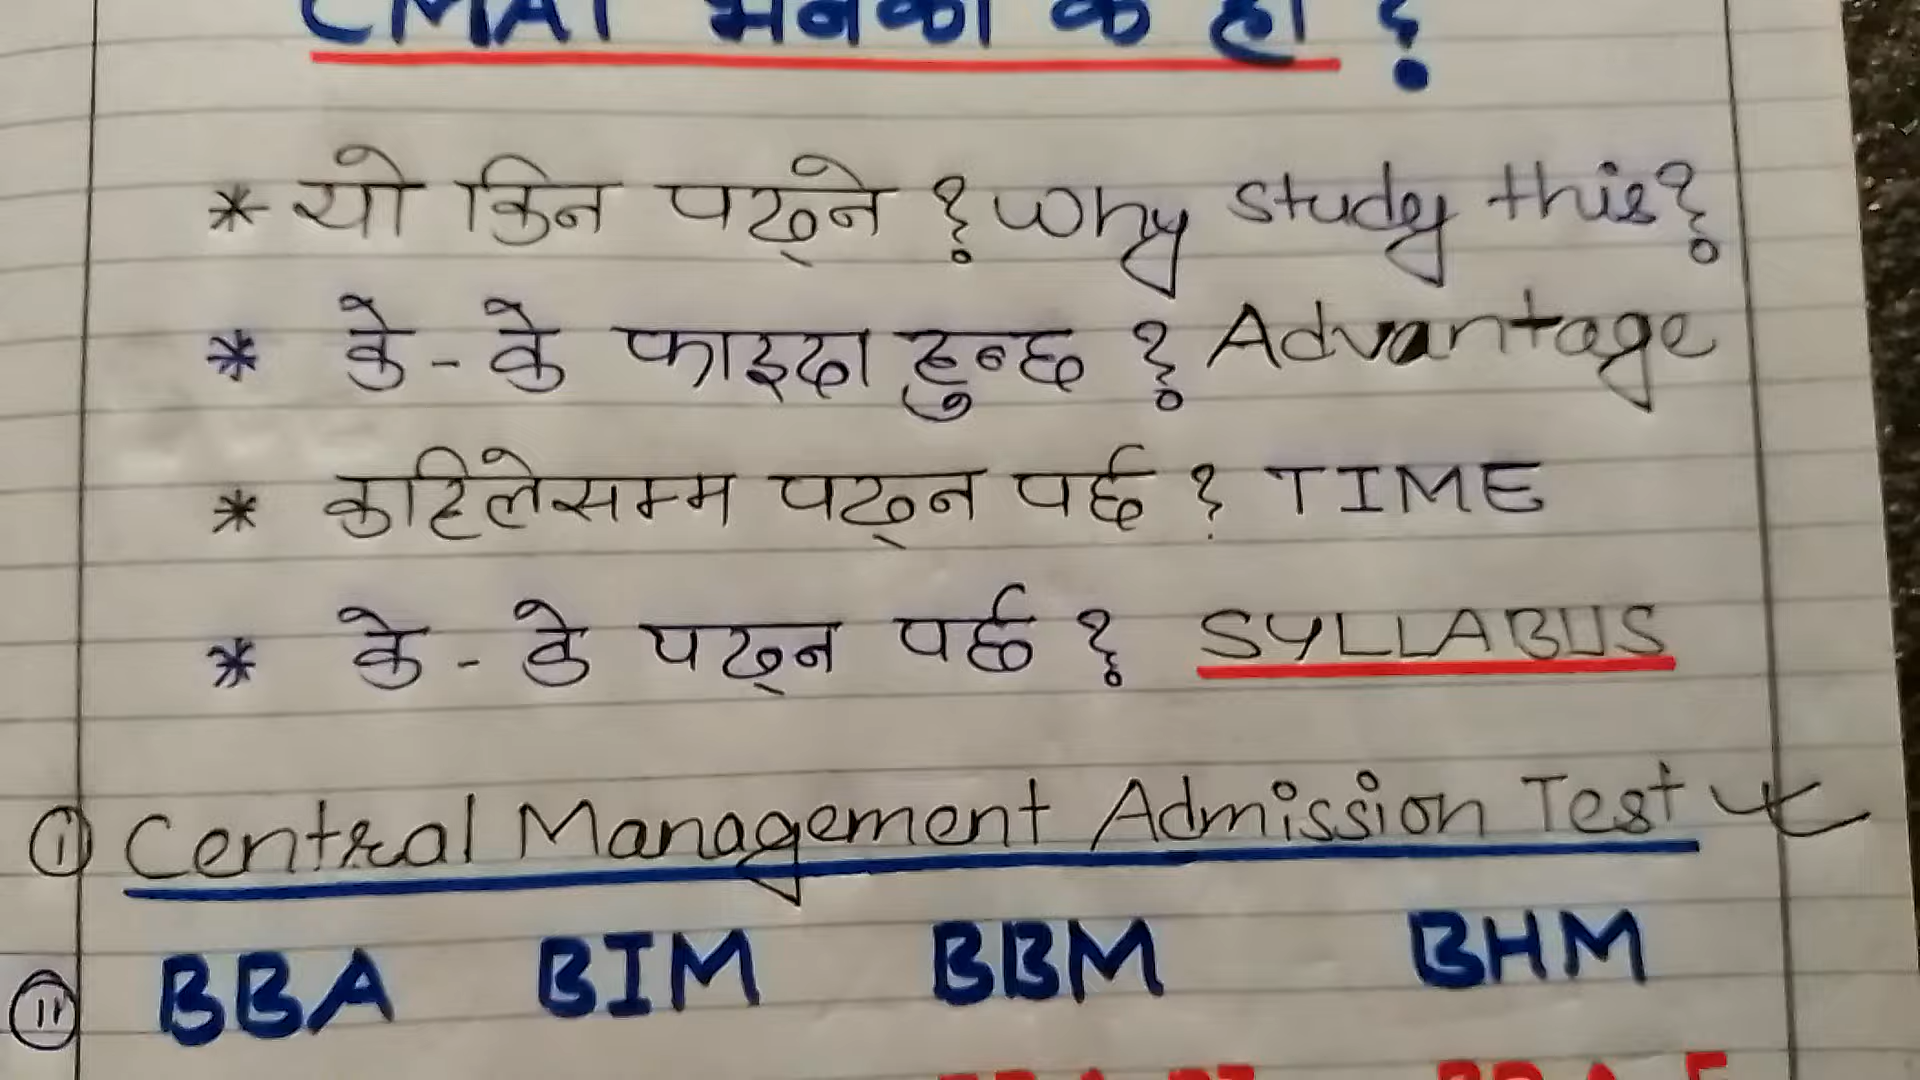 CMAT भनेको के हो ?
* यो किन पढ्ने ? Why study this?
* के - के फाइदा हुन्छ ? Advantage
* कहिलेसम्म पढ्न पर्छ ? TIME
* के - के पढ्न पर्छ ? SYLLABUS
i Central Management Admission Test
ii BBA BIM BBM BHM